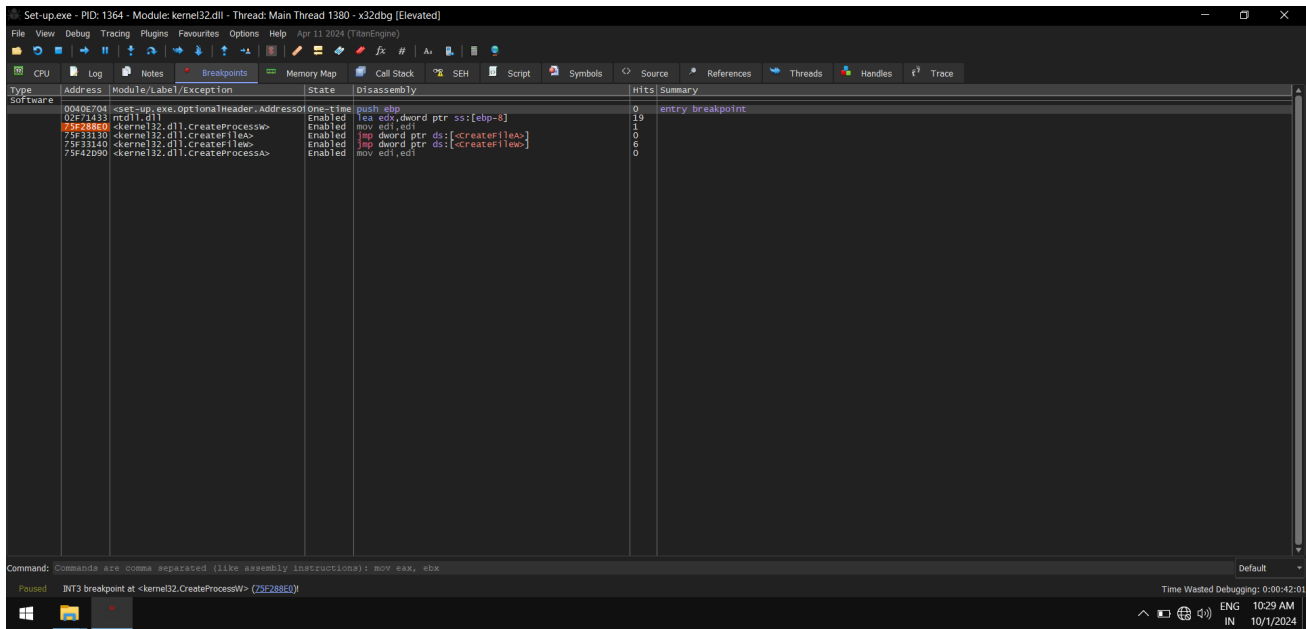 Set-up.exe - PID: 1364 - Module: kernel32.dll - Thread: Main Thread 1380 - x32dbg [Elevated]
File View Debug Tracing Plugins Favourites Options Help Apr 11 2024 (TitanEngine)
CPU Log Notes Breakpoints Memory Map Call Stack SEH Script Symbols Source References Threads Handles Trace
Type Address Module/Label/Exception State Disassembly Hits Summary
Software
0040E704 <set-up.exe.OptionalHeader.AddressOf One-time push ebp 0 entry breakpoint
02F71433 ntdll.dll Enabled lea edx,dword ptr ss:[ebp-8] 19
75F288E0 <kernel32.dll.CreateProcessW> Enabled mov edi,edi 1
75F33130 <kernel32.dll.CreateFileA> Enabled jmp dword ptr ds:[<CreateFileA>] 0
75F33140 <kernel32.dll.CreateFileW> Enabled jmp dword ptr ds:[<CreateFileW>] 6
75F42D90 <kernel32.dll.CreateProcessA> Enabled mov edi,edi 0
Command: Commands are comma separated (like assembly instructions): mov eax, ebx Default
Paused INT3 breakpoint at <kernel32.CreateProcessW> (75F288E0)! Time Wasted Debugging: 0:00:42:01
ENG 10:29 AM
IN 10/1/2024